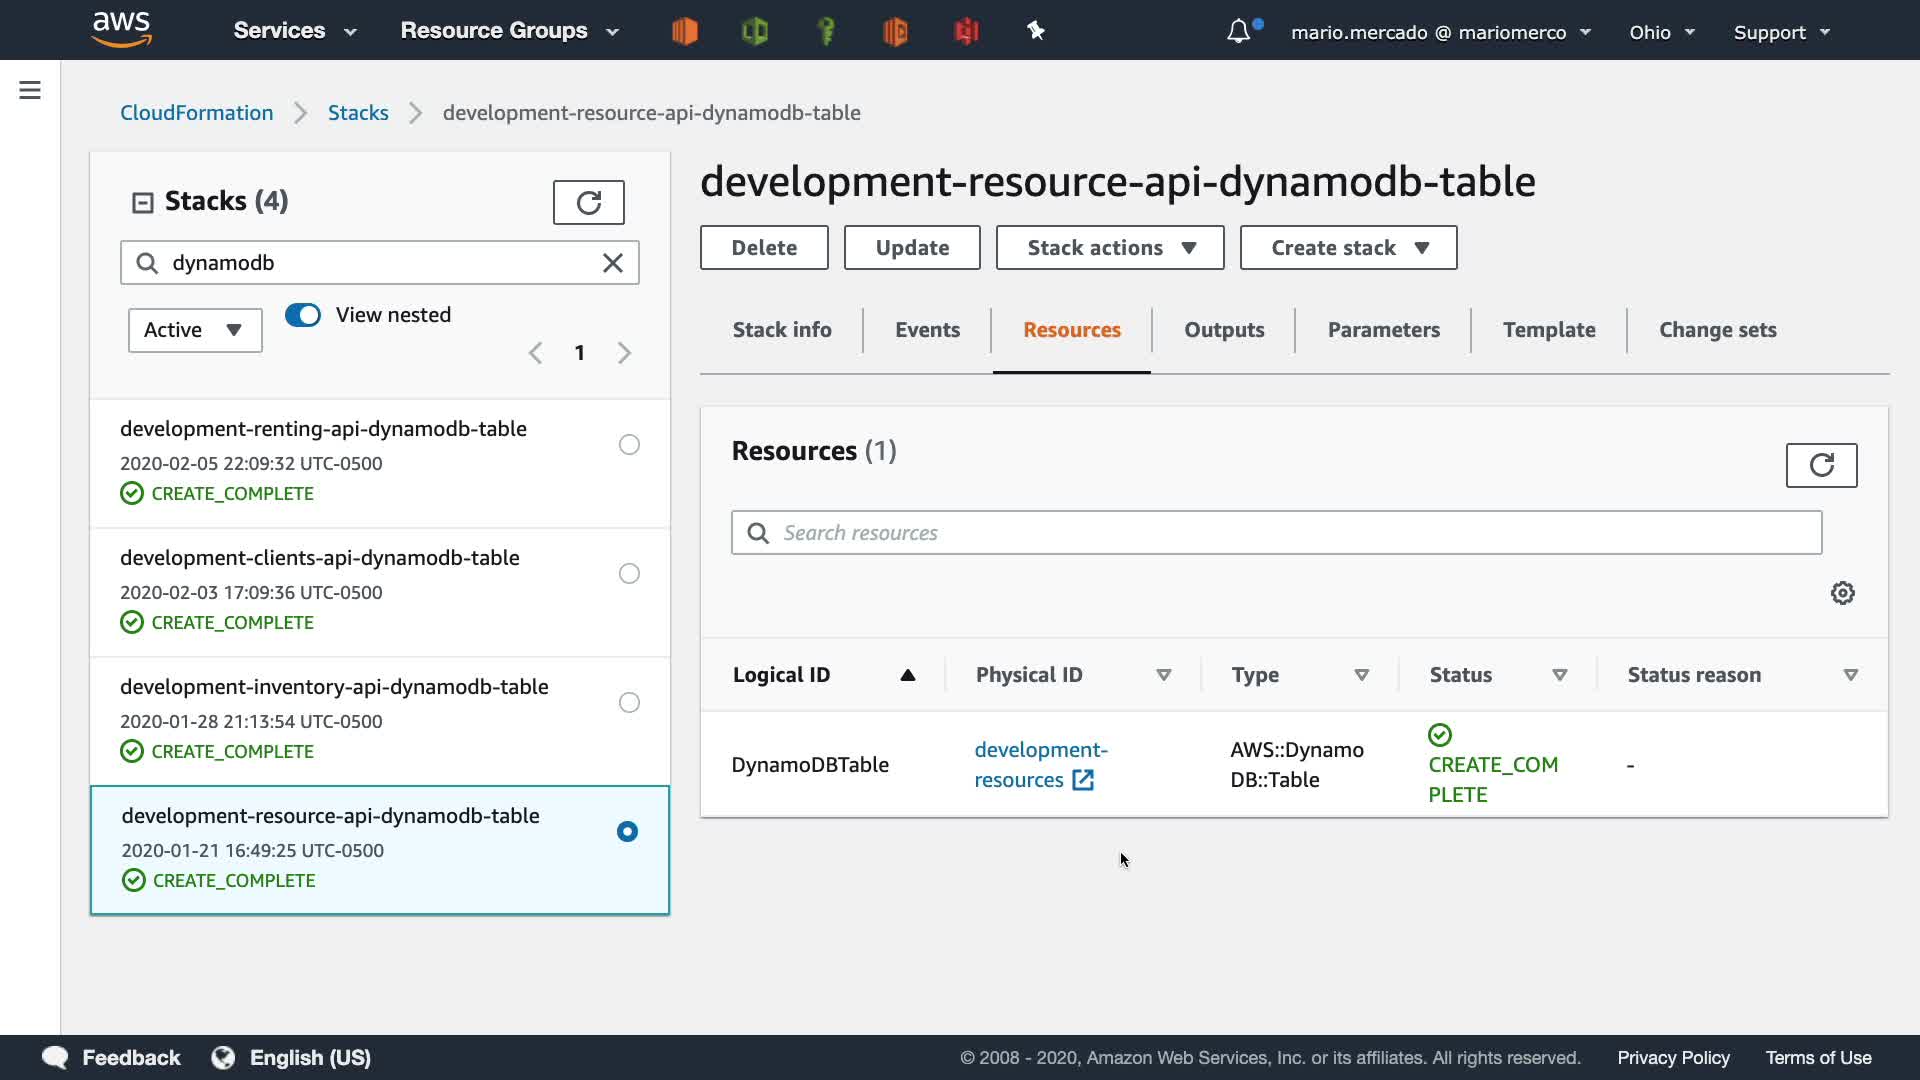 aws
Services
Resource Groups
mario.mercado @ mariomerco
Ohio
Support
CloudFormation
Stacks
development-resource-api-dynamodb-table
Stacks (4)
dynamodb
Active
View nested
1
development-renting-api-dynamodb-table
2020-02-05 22:09:32 UTC-0500
CREATE_COMPLETE
development-clients-api-dynamodb-table
2020-02-03 17:09:36 UTC-0500
CREATE_COMPLETE
development-inventory-api-dynamodb-table
2020-01-28 21:13:54 UTC-0500
CREATE_COMPLETE
development-resource-api-dynamodb-table
2020-01-21 16:49:25 UTC-0500
CREATE_COMPLETE
development-resource-api-dynamodb-table
Delete
Update
Stack actions
Create stack
Stack info
Events
Resources
Outputs
Parameters
Template
Change sets
Resources (1)
Search resources
Logical ID
Physical ID
Type
Status
Status reason
DynamoDBTable
development-
resources
AWS::Dynamo
DB::Table
CREATE_COM
PLETE
-
Feedback
English (US)
© 2008 - 2020, Amazon Web Services, Inc. or its affiliates. All rights reserved.
Privacy Policy
Terms of Use